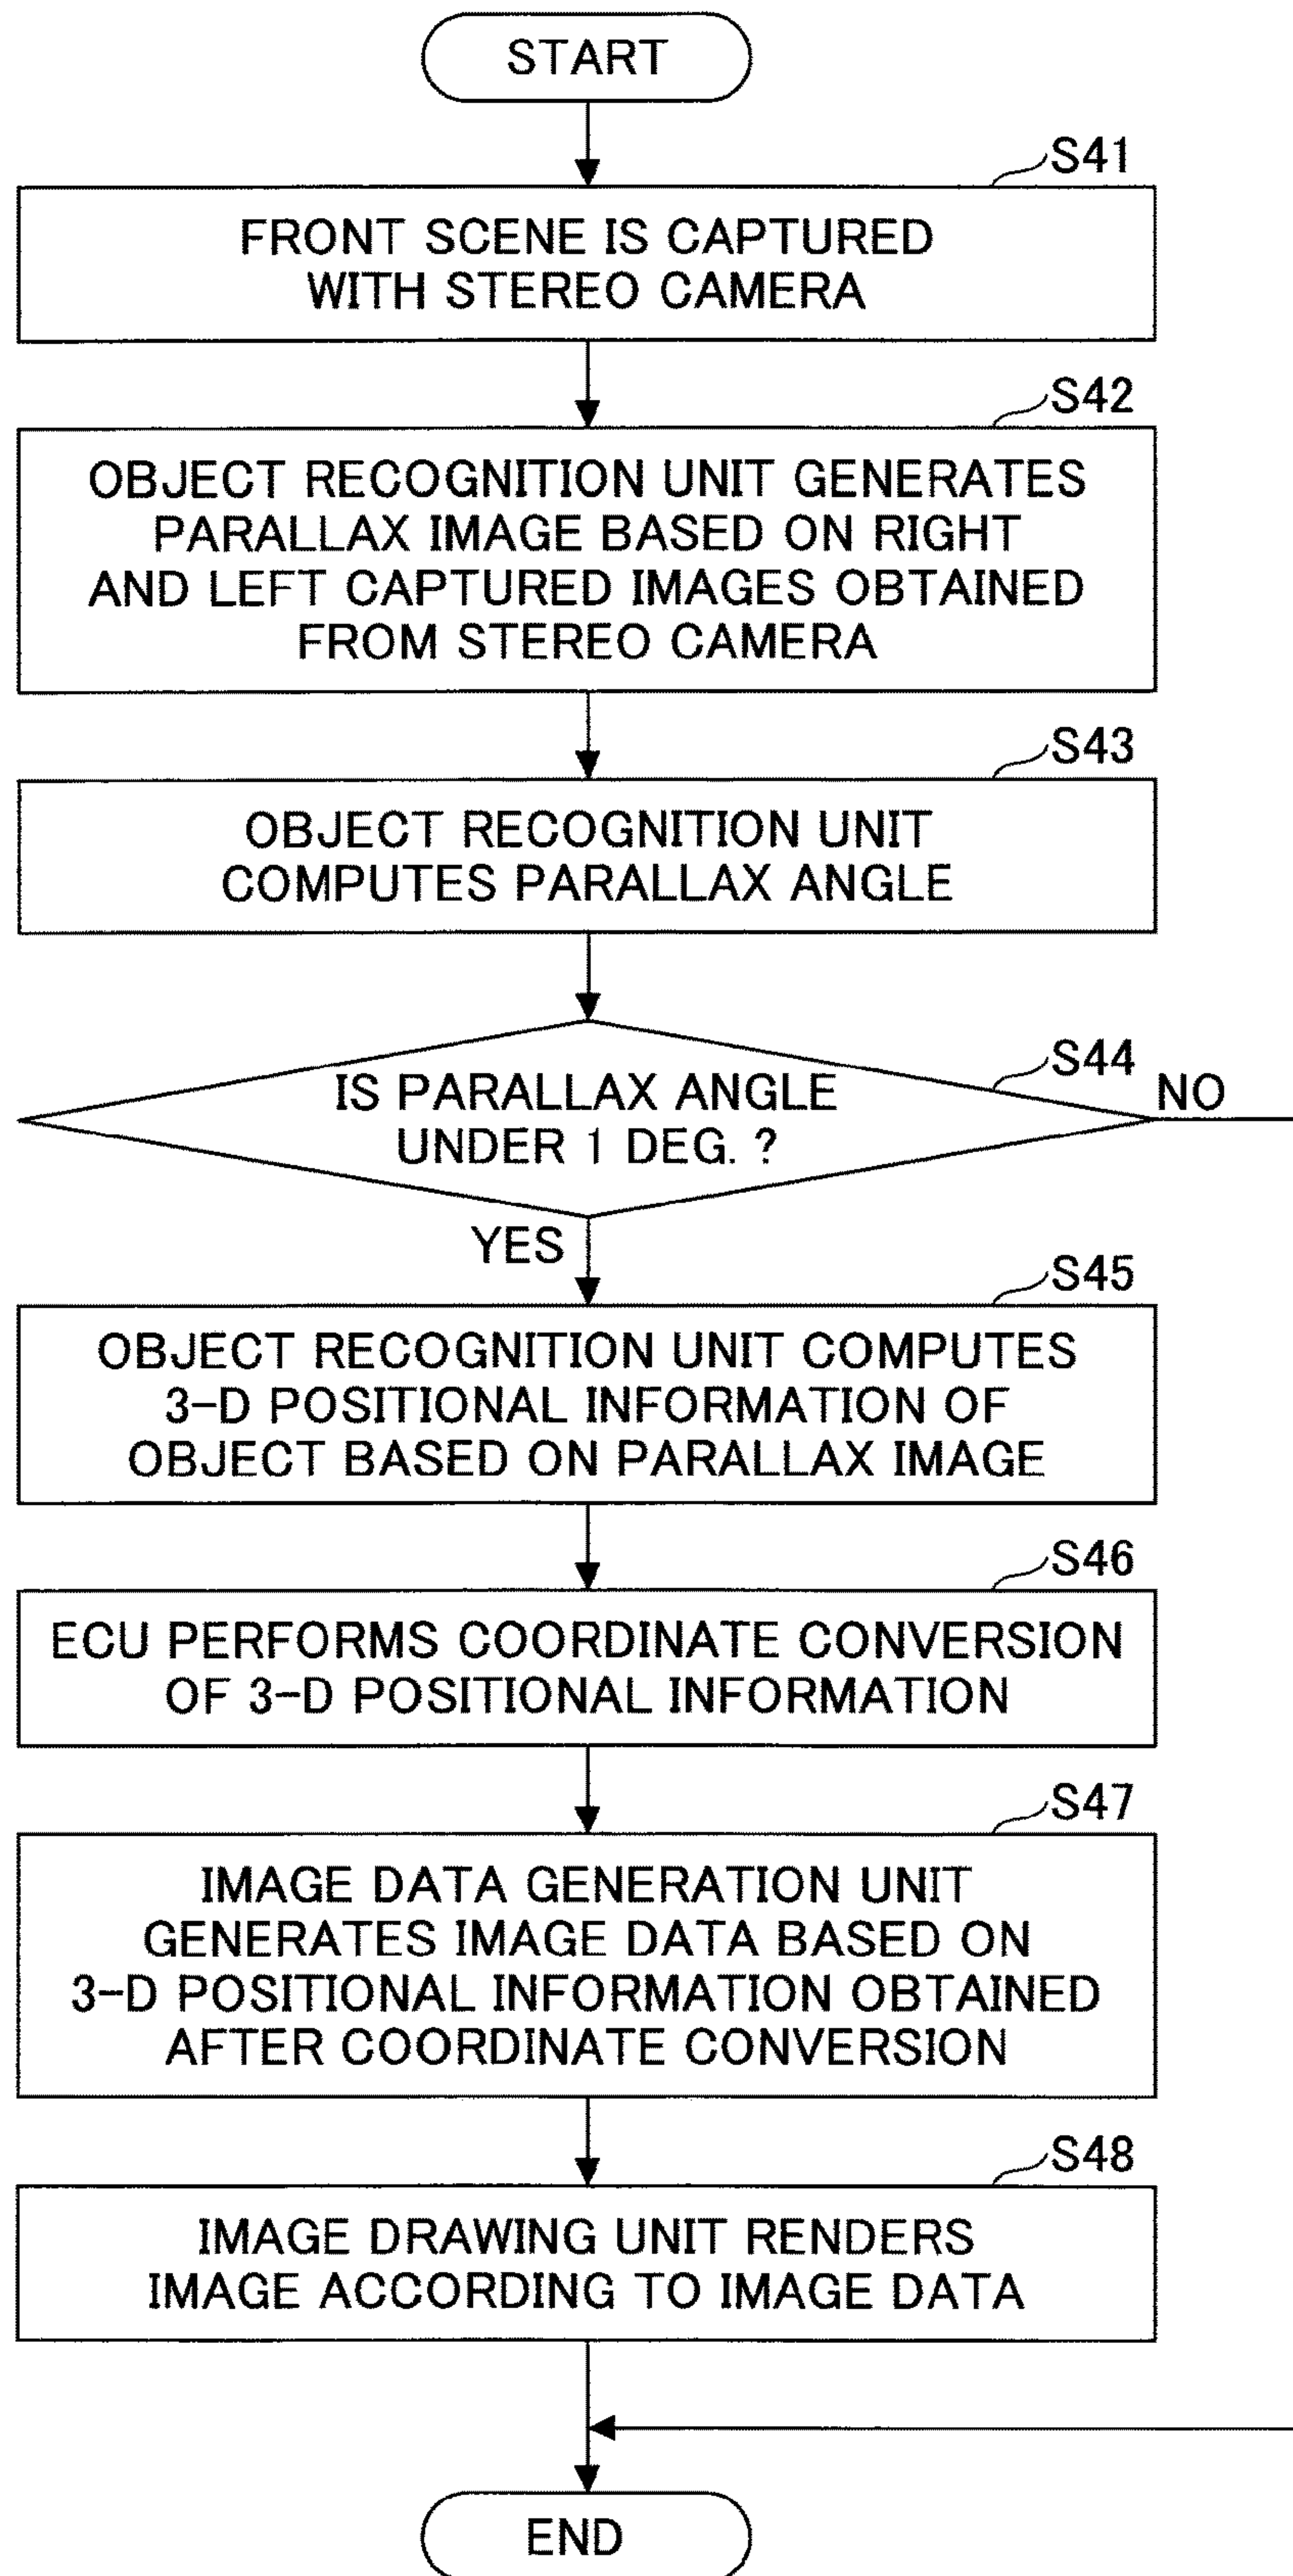 START
S41
FRONT SCENE IS CAPTURED
WITH STEREO CAMERA
S42
OBJECT RECOGNITION UNIT GENERATES
PARALLAX IMAGE BASED ON RIGHT
AND LEFT CAPTURED IMAGES OBTAINED
FROM STEREO CAMERA
S43
OBJECT RECOGNITION UNIT
COMPUTES PARALLAX ANGLE
S44
IS PARALLAX ANGLE
UNDER 1 DEG. ?
NO
YES
S45
OBJECT RECOGNITION UNIT COMPUTES
3-D POSITIONAL INFORMATION OF
OBJECT BASED ON PARALLAX IMAGE
S46
ECU PERFORMS COORDINATE CONVERSION
OF 3-D POSITIONAL INFORMATION
S47
IMAGE DATA GENERATION UNIT
GENERATES IMAGE DATA BASED ON
3-D POSITIONAL INFORMATION OBTAINED
AFTER COORDINATE CONVERSION
S48
IMAGE DRAWING UNIT RENDERS
IMAGE ACCORDING TO IMAGE DATA
END